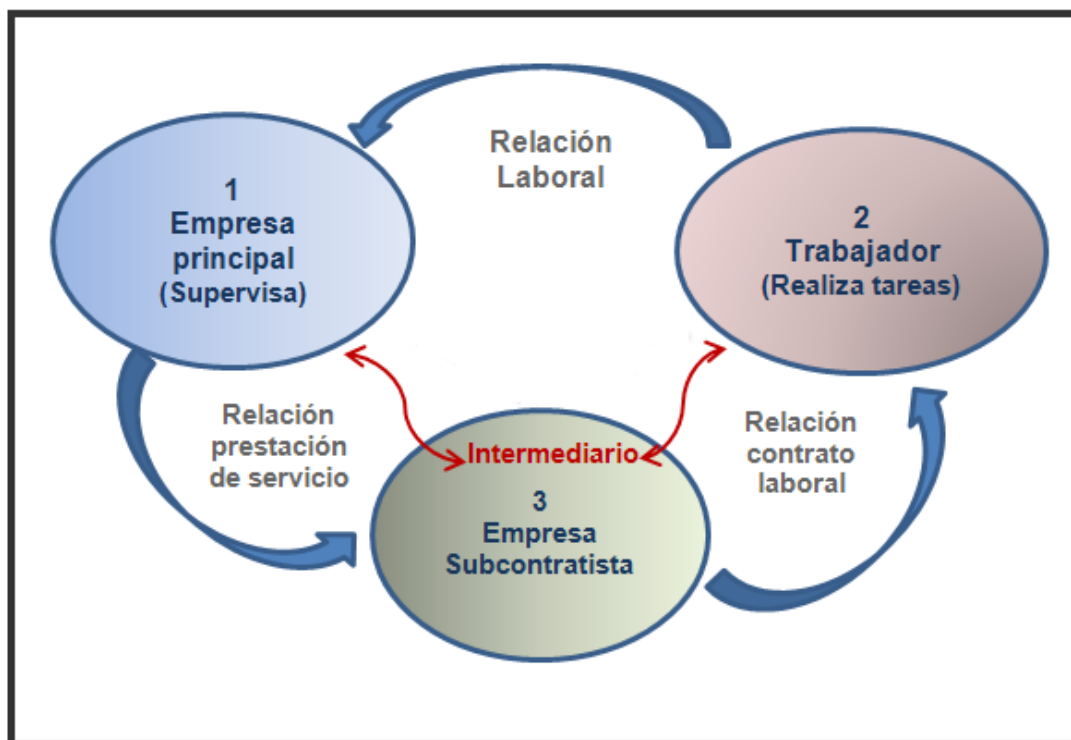 Relación
Laboral
1
Empresa
principal
(Supervisa)
2
Trabajador
(Realiza tareas)
Relación
prestación
de servicio
Relación
contrato
laboral
Intermediario
3
Empresa
Subcontratista